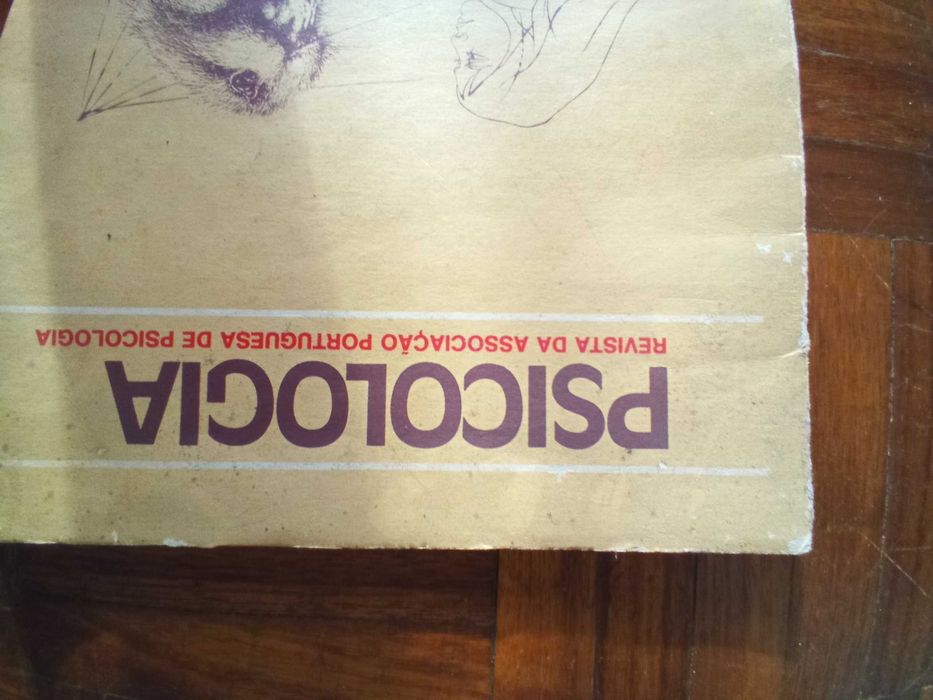 PSICOLOGIA
REVISTA DA ASSOCIAÇÃO PORTUGUESA DE PSICOLOGIA